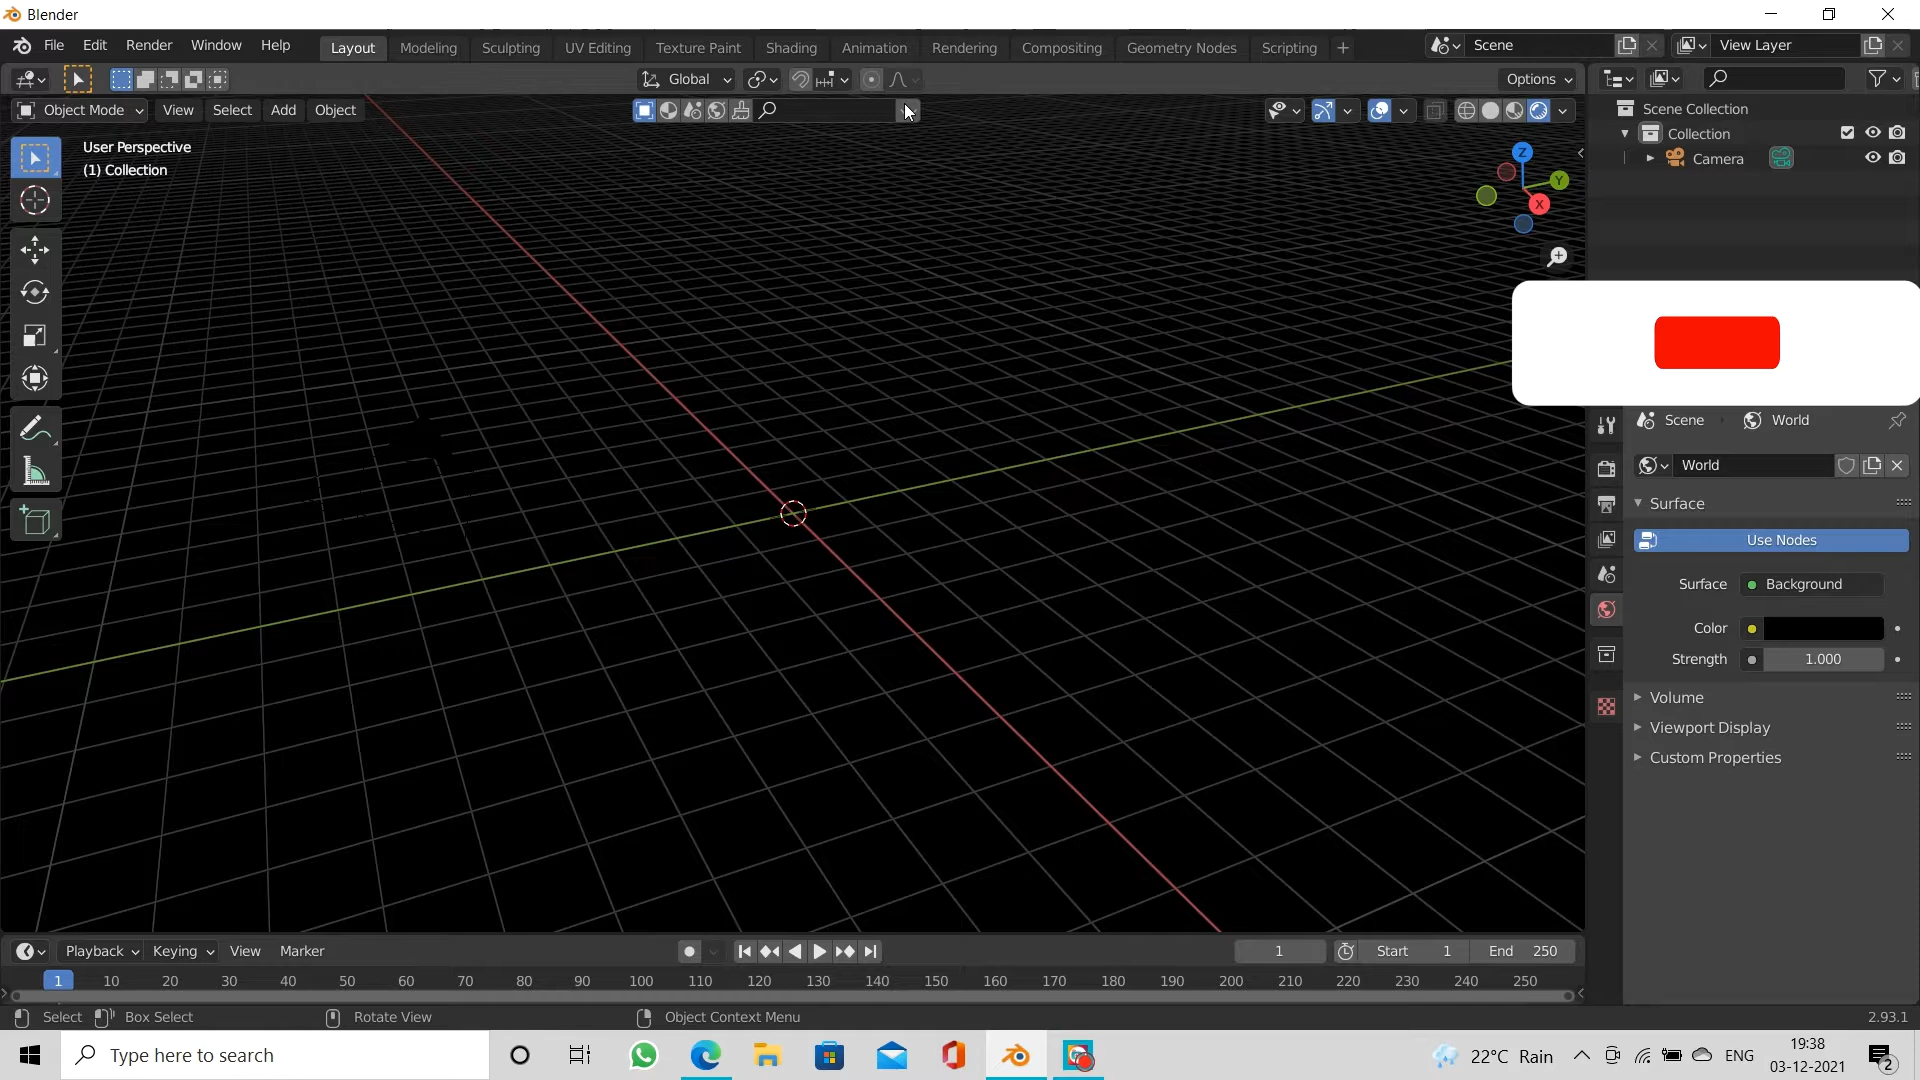 Blender
File Edit Render Window Help Layout Modeling Sculpting UV Editing Texture Paint Shading Animation Rendering Compositing Geometry Nodes Scripting + Scene View Layer
Global Options
Object Mode View Select Add Object
User Perspective
(1) Collection
Z
Y
X
Scene Collection
Collection
Camera
Scene World
World
Surface
Use Nodes
Surface Background
Color
Strength 1.000
Volume
Viewport Display
Custom Properties
Playback Keying View Marker 1 Start 1 End 250
1 10 20 30 40 50 60 70 80 90 100 110 120 130 140 150 160 170 180 190 200 210 220 230 240 250
Select Box Select Rotate View Object Context Menu 2.93.1
Type here to search 22°C Rain ENG 19:38
03-12-2021
2